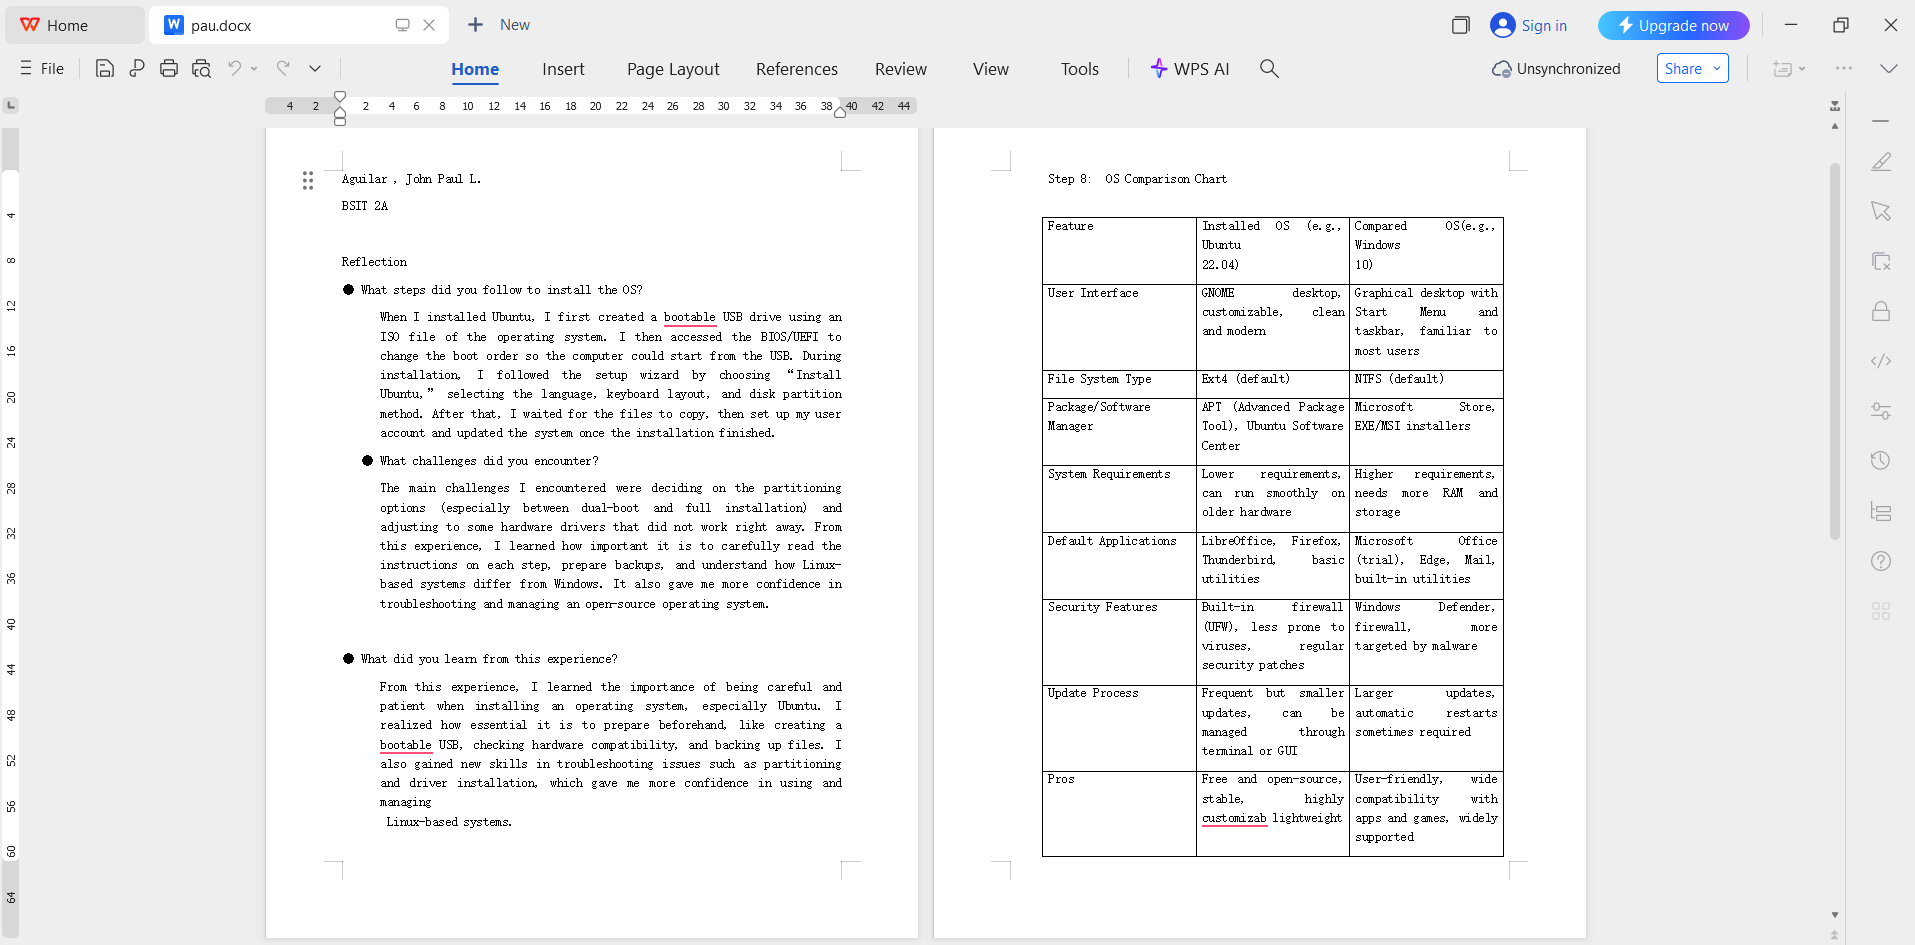 Home
pau.docx
New
Sign in
Upgrade now
File
Home
Insert
Page Layout
References
Review
View
Tools
WPS AI
Unsynchronized
Share
4 2 2 4 6 8 10 12 14 16 18 20 22 24 26 28 30 32 34 36 38 40 42 44
4
8
12
16
20
24
28
32
36
40
44
48
52
56
60
64
Aguilar , John Paul L.
BSIT 2A
Reflection
● What steps did you follow to install the OS?
When I installed Ubuntu, I first created a bootable USB drive using an
ISO file of the operating system. I then accessed the BIOS/UEFI to
change the boot order so the computer could start from the USB. During
installation, I followed the setup wizard by choosing “Install
Ubuntu,” selecting the language, keyboard layout, and disk partition
method. After that, I waited for the files to copy, then set up my user
account and updated the system once the installation finished.
● What challenges did you encounter?
The main challenges I encountered were deciding on the partitioning
options (especially between dual-boot and full installation) and
adjusting to some hardware drivers that did not work right away. From
this experience, I learned how important it is to carefully read the
instructions on each step, prepare backups, and understand how Linux-
based systems differ from Windows. It also gave me more confidence in
troubleshooting and managing an open-source operating system.
● What did you learn from this experience?
From this experience, I learned the importance of being careful and
patient when installing an operating system, especially Ubuntu. I
realized how essential it is to prepare beforehand, like creating a
bootable USB, checking hardware compatibility, and backing up files. I
also gained new skills in troubleshooting issues such as partitioning
and driver installation, which gave me more confidence in using and
managing
Linux-based systems.
Step 8: OS Comparison Chart
Feature
Installed OS (e.g.,
Ubuntu
22.04)
Compared OS(e.g.,
Windows
10)
User Interface
GNOME desktop,
customizable, clean
and modern
Graphical desktop with
Start Menu and
taskbar, familiar to
most users
File System Type
Ext4 (default)
NTFS (default)
Package/Software
Manager
APT (Advanced Package
Tool), Ubuntu Software
Center
Microsoft Store,
EXE/MSI installers
System Requirements
Lower requirements,
can run smoothly on
older hardware
Higher requirements,
needs more RAM and
storage
Default Applications
LibreOffice, Firefox,
Thunderbird, basic
utilities
Microsoft Office
(trial), Edge, Mail,
built-in utilities
Security Features
Built-in firewall
(UFW), less prone to
viruses, regular
security patches
Windows Defender,
firewall, more
targeted by malware
Update Process
Frequent but smaller
updates, can be
managed through
terminal or GUI
Larger updates,
automatic restarts
sometimes required
Pros
Free and open-source,
stable, highly
customizab lightweight
User-friendly, wide
compatibility with
apps and games, widely
supported